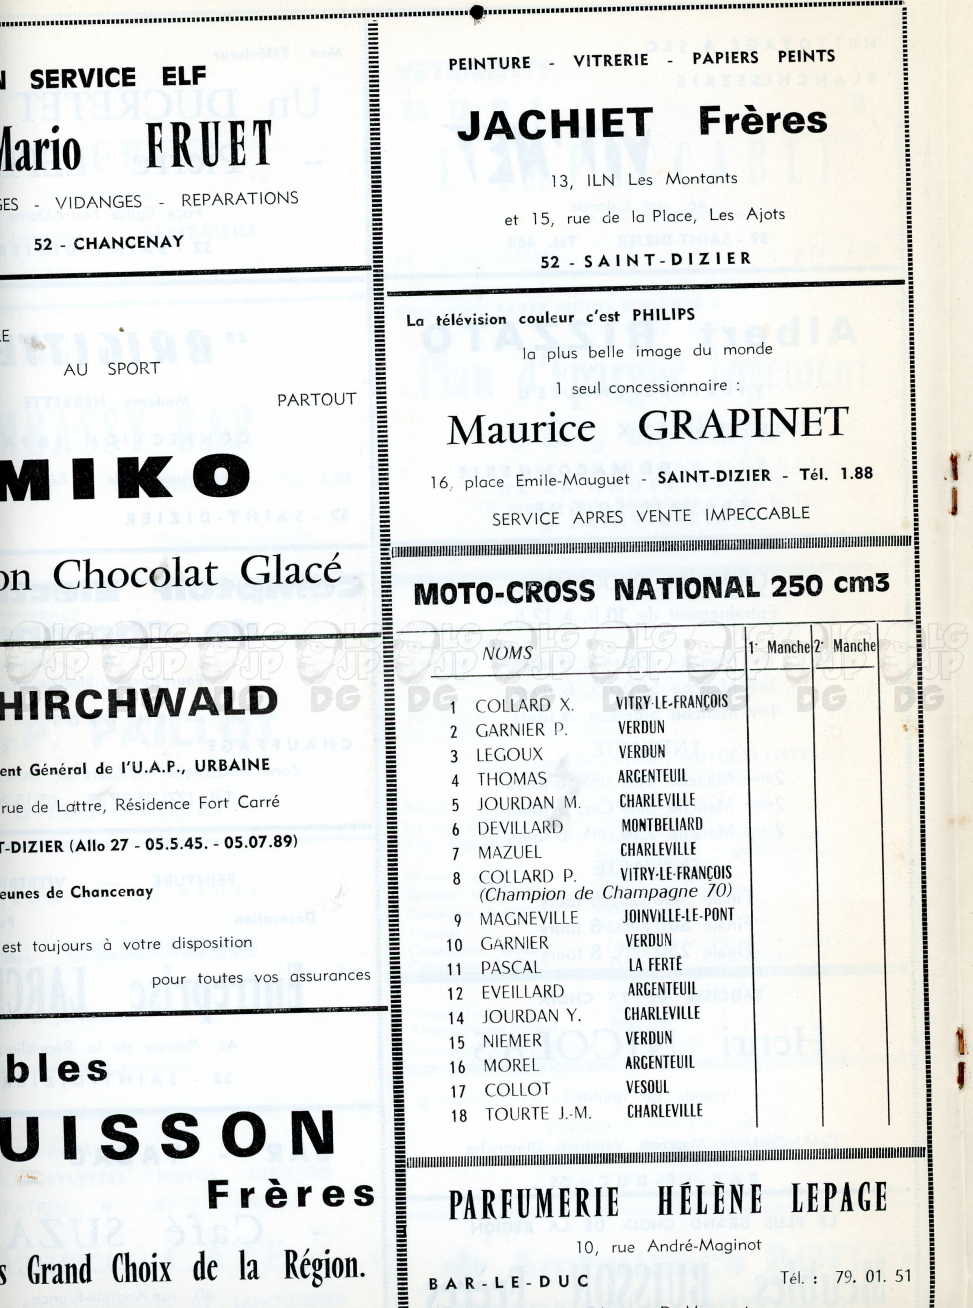 SERVICE ELF
Mario FRUET
- VIDANGES - REPARATIONS
52 - CHANCENAY
AU SPORT
PARTOUT
MIKO
Chocolat Glacé
HIRCHWALD
Général de l'U.A.P., URBAINE
rue de Lattre, Résidence Fort Carré
(Allo 27 - 05.5.45. - 05.07.89)
de Chancenay
est toujours à votre disposition
pour toutes vos assurances
Frères
Grand Choix de la Région.
PEINTURE - VITRERIE - PAPIERS PEINTS
JACHIET Frères
13, ILN Les Montants
et 15, rue de la Place, Les Ajots
52 - SAINT-DIZIER
La télévision couleur c'est PHILIPS
la plus belle image du monde
1 seul concessionnaire :
Maurice GRAPINET
16, place Emile-Mauguet - SAINT-DIZIER - Tél. 1.88
SERVICE APRES VENTE IMPECCABLE
MOTO-CROSS NATIONAL 250 cm3
NOMS 1e Manche 2e Manche
1 COLLARD X. VITRY-LE-FRANÇOIS
2 GARNIER P. VERDUN
3 LEGOUX VERDUN
4 THOMAS ARGENTEUIL
5 JOURDAN M. CHARLEVILLE
6 DEVILLARD MONTBELIARD
7 MAZUEL CHARLEVILLE
8 COLLARD P. VITRY-LE-FRANÇOIS
(Champion de Champagne 70)
9 MAGNEVILLE JOINVILLE-LE-PONT
10 GARNIER VERDUN
11 PASCAL LA FERTÉ
12 EVEILLARD ARGENTEUIL
14 JOURDAN Y. CHARLEVILLE
15 NIEMER VERDUN
16 MOREL ARGENTEUIL
17 COLLOT VESOUL
18 TOURTE J.-M. CHARLEVILLE
PARFUMERIE HELENE LEPAGE
10, rue André-Maginot
BAR-LE-DUC Tél. : 79. 01. 51